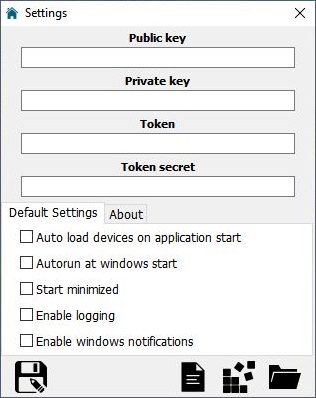 Settings
Public key
Private key
Token
Token secret
Default Settings About
Auto load devices on application start
Autorun at windows start
Start minimized
Enable logging
Enable windows notifications